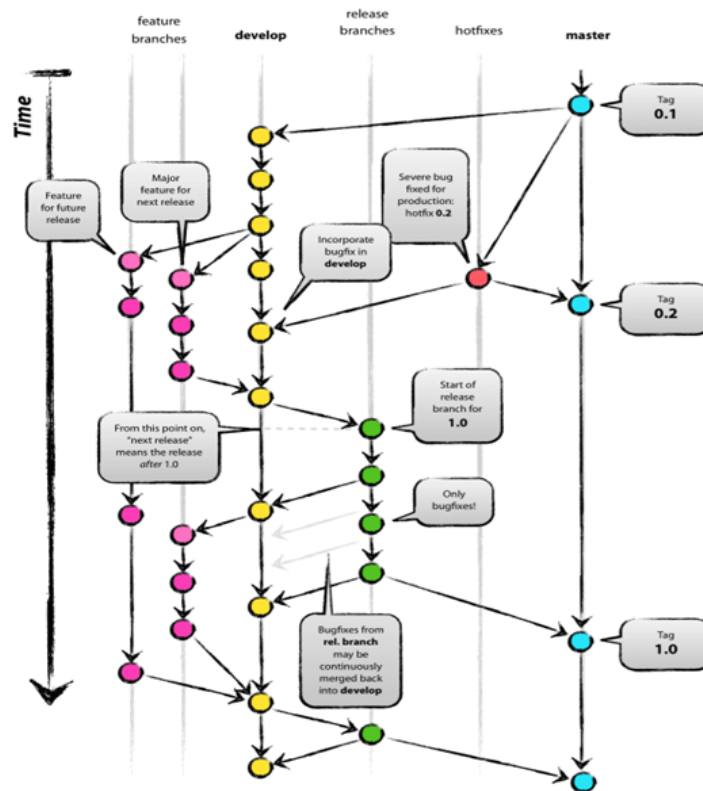 feature
branches
develop
release
branches
hotfixes
master
Time
Tag
0.1
Feature
for future
release
Major
feature for
next release
Severe bug
fixed for
production:
hotfix 0.2
Incorporate
bugfix in
develop
Tag
0.2
Start of
release
branch for
1.0
From this point on,
"next release"
means the release
after 1.0
Only
bugfixes!
Bugfixes from
rel. branch
may be
continuously
merged back
into develop
Tag
1.0